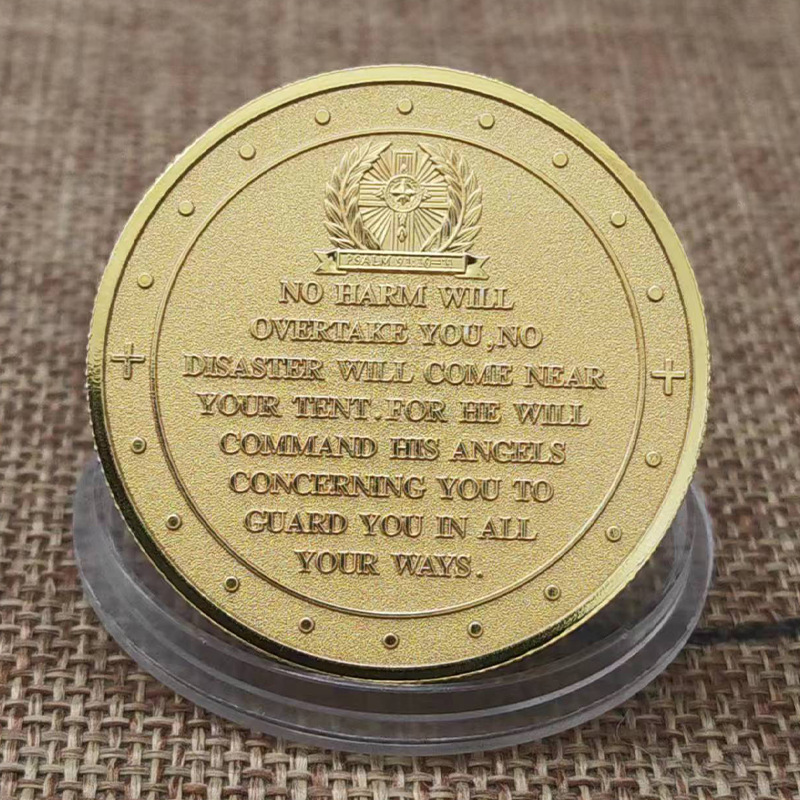 PSALM 91:10-11
NO HARM WILL
OVERTAKE YOU,NO
DISASTER WILL COME NEAR
YOUR TENT.FOR HE WILL
COMMAND HIS ANGELS
CONCERNING YOU TO
GUARD YOU IN ALL
YOUR WAYS.